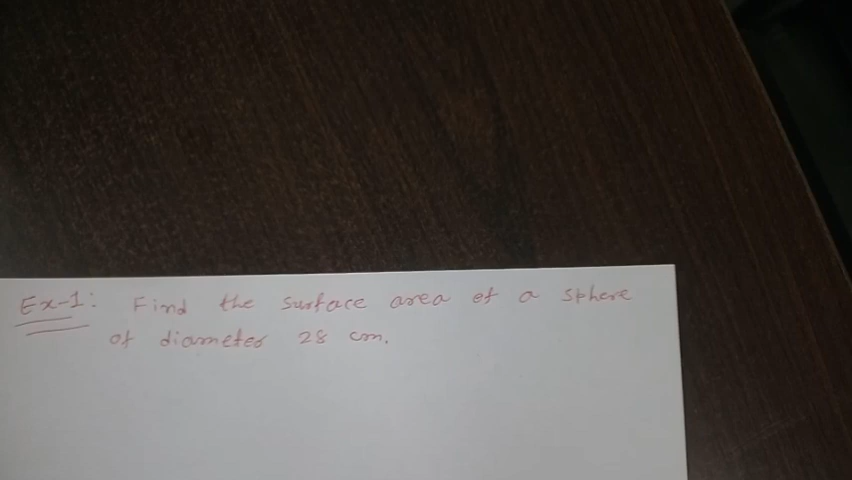 Ex-1: Find the surface area of a sphere
of diameter 28 cm.